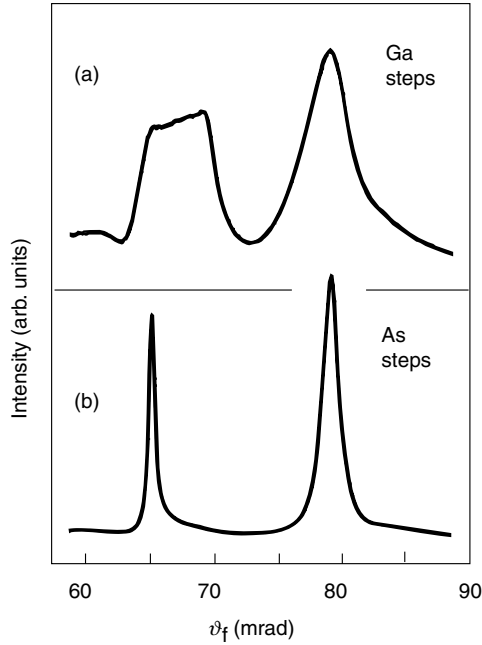 (a)
Ga
steps
As
steps
(b)
Intensity (arb. units)
60 70 80 90
ϑf (mrad)